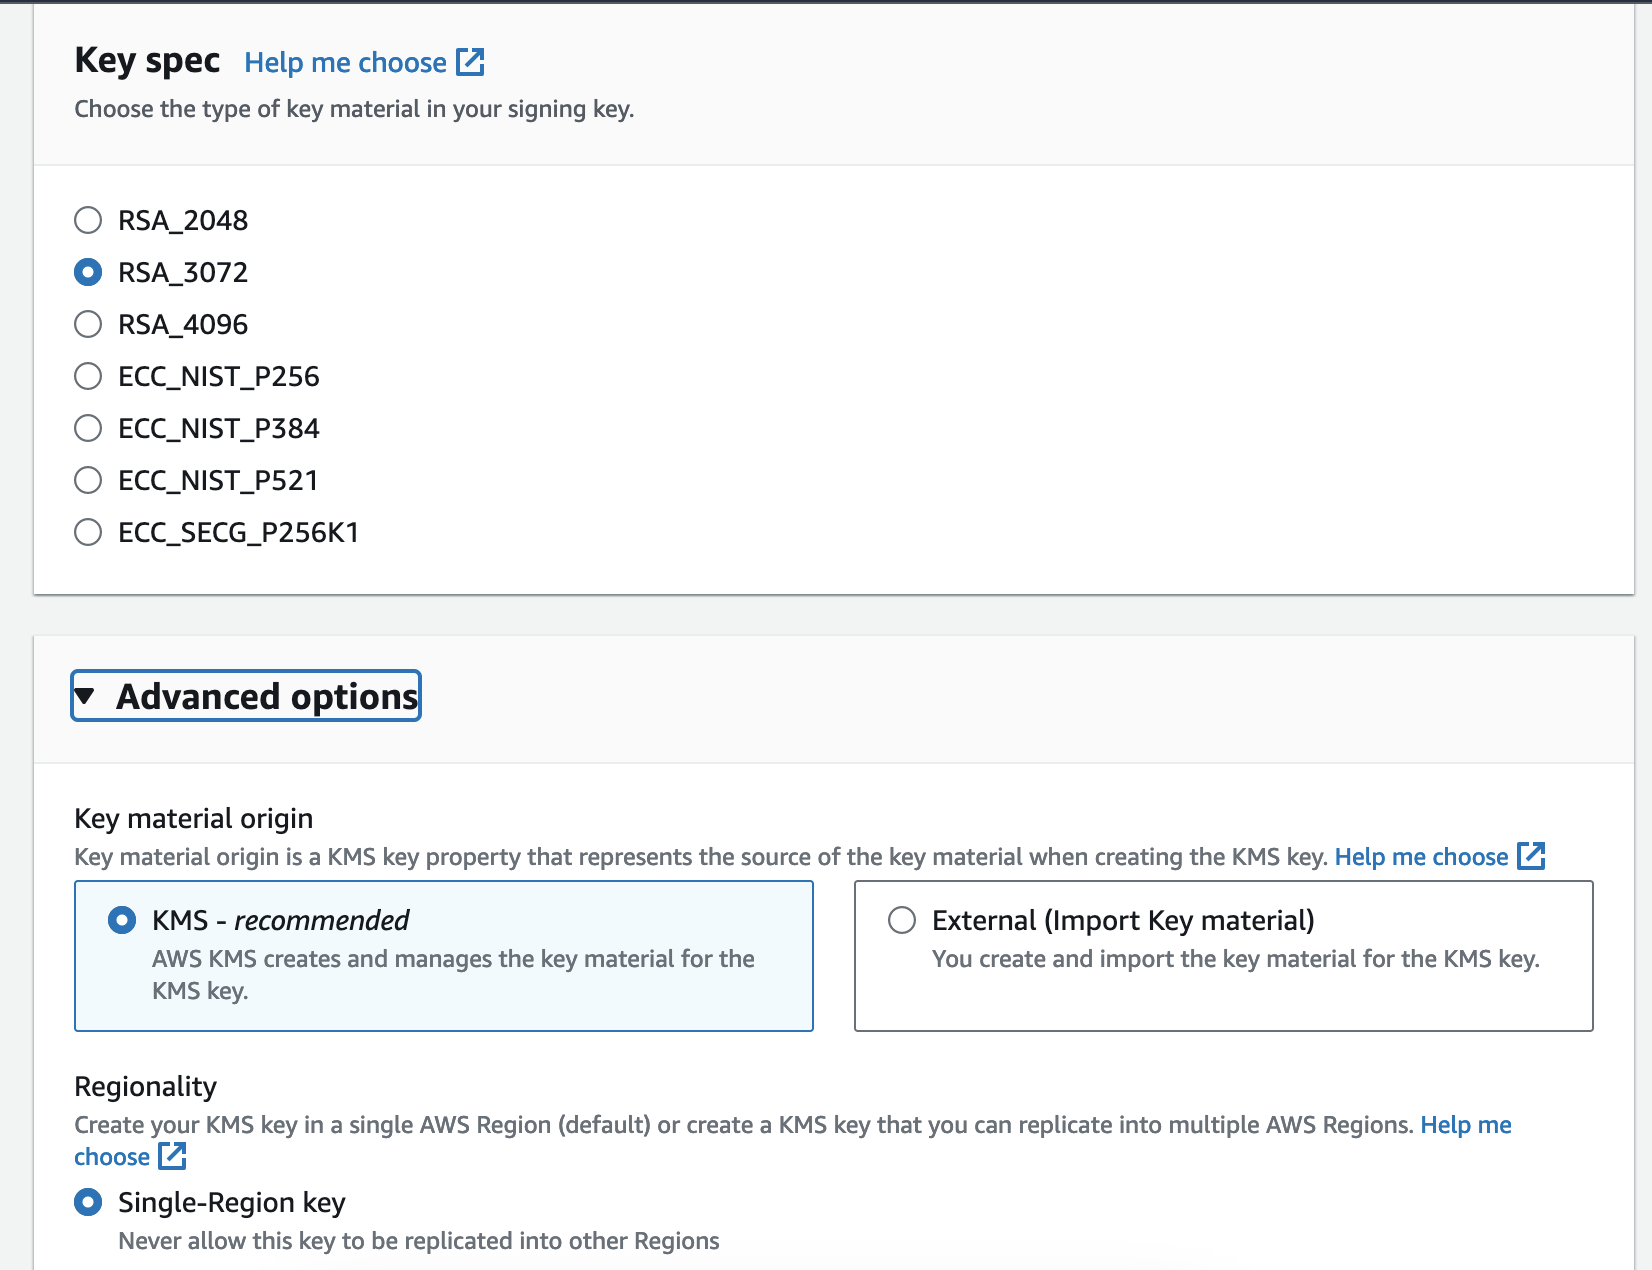 Key spec Help me choose
Choose the type of key material in your signing key.
RSA_2048
RSA_3072
RSA_4096
ECC_NIST_P256
ECC_NIST_P384
ECC_NIST_P521
ECC_SECG_P256K1
Advanced options
Key material origin
Key material origin is a KMS key property that represents the source of the key material when creating the KMS key. Help me choose
KMS - recommended
AWS KMS creates and manages the key material for the
KMS key.
External (Import Key material)
You create and import the key material for the KMS key.
Regionality
Create your KMS key in a single AWS Region (default) or create a KMS key that you can replicate into multiple AWS Regions. Help me
choose
Single-Region key
Never allow this key to be replicated into other Regions